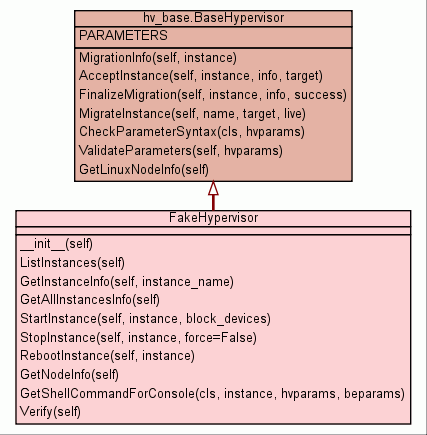 hv_base.BaseHypervisor
PARAMETERS
MigrationInfo(self, instance)
AcceptInstance(self, instance, info, target)
FinalizeMigration(self, instance, info, success)
MigrateInstance(self, name, target, live)
CheckParameterSyntax(cls, hvparams)
ValidateParameters(self, hvparams)
GetLinuxNodeInfo(self)
FakeHypervisor
__init__(self)
ListInstances(self)
GetInstanceInfo(self, instance_name)
GetAllInstancesInfo(self)
StartInstance(self, instance, block_devices)
StopInstance(self, instance, force=False)
RebootInstance(self, instance)
GetNodeInfo(self)
GetShellCommandForConsole(cls, instance, hvparams, beparams)
Verify(self)